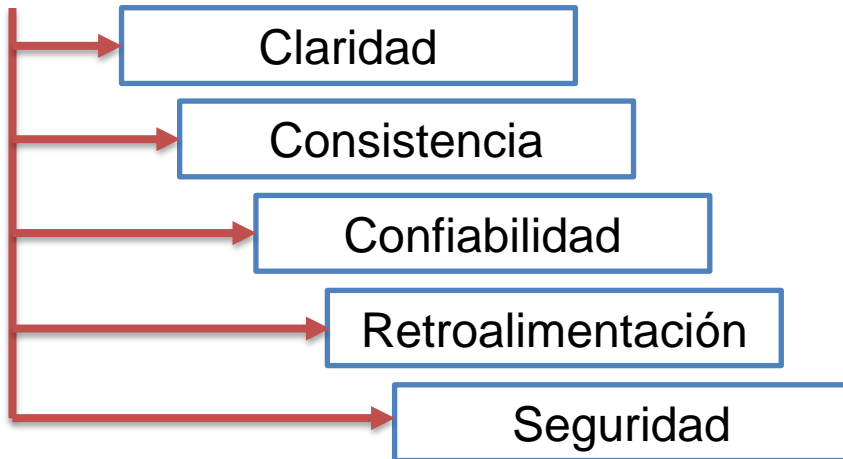 Claridad
Consistencia
Confiabilidad
Retroalimentación
Seguridad